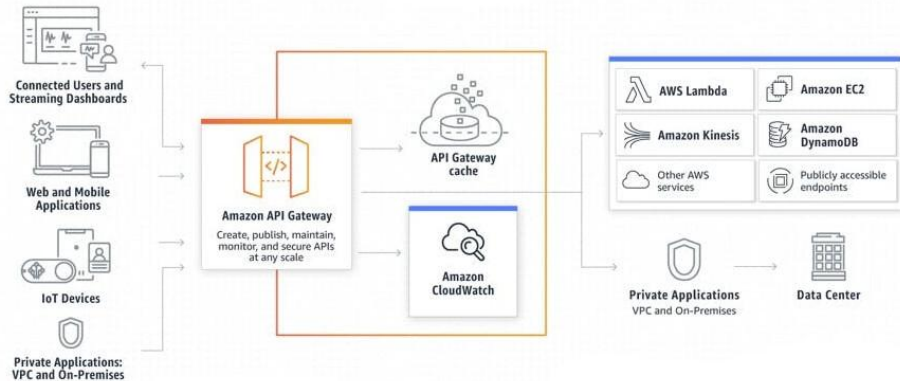 Connected Users and
Streaming Dashboards
Web and Mobile
Applications
IoT Devices
Private Applications:
VPC and On-Premises
</>
Amazon API Gateway
Create, publish, maintain,
monitor, and secure APIs
at any scale
API Gateway
cache
Amazon
CloudWatch
AWS Lambda
Amazon EC2
Amazon Kinesis
Amazon
DynamoDB
Other AWS
services
Publicly accessible
endpoints
Private Applications
VPC and On-Premises
Data Center